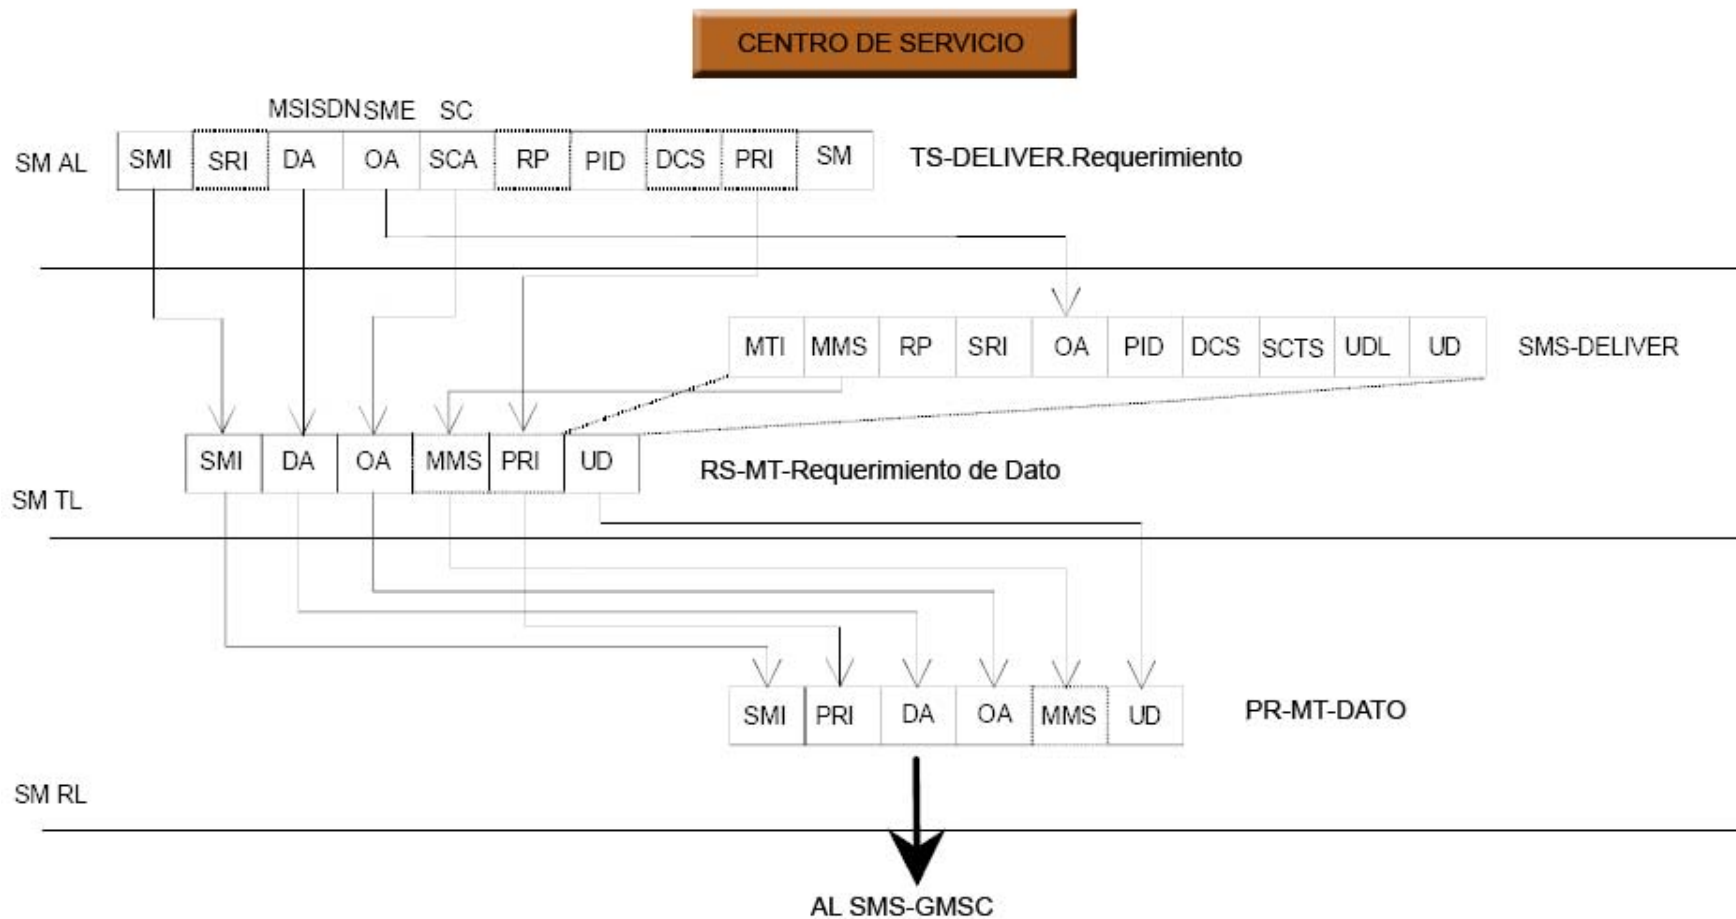 CENTRO DE SERVICIO
MSISDN SME SC
SM AL SMI SRI DA OA SCA RP PID DCS PRI SM TS-DELIVER.Requerimiento
MTI MMS RP SRI OA PID DCS SCTS UDL UD SMS-DELIVER
SMI DA OA MMS PRI UD RS-MT-Requerimiento de Dato
SM TL
SMI PRI DA OA MMS UD PR-MT-DATO
SM RL
AL SMS-GMSC